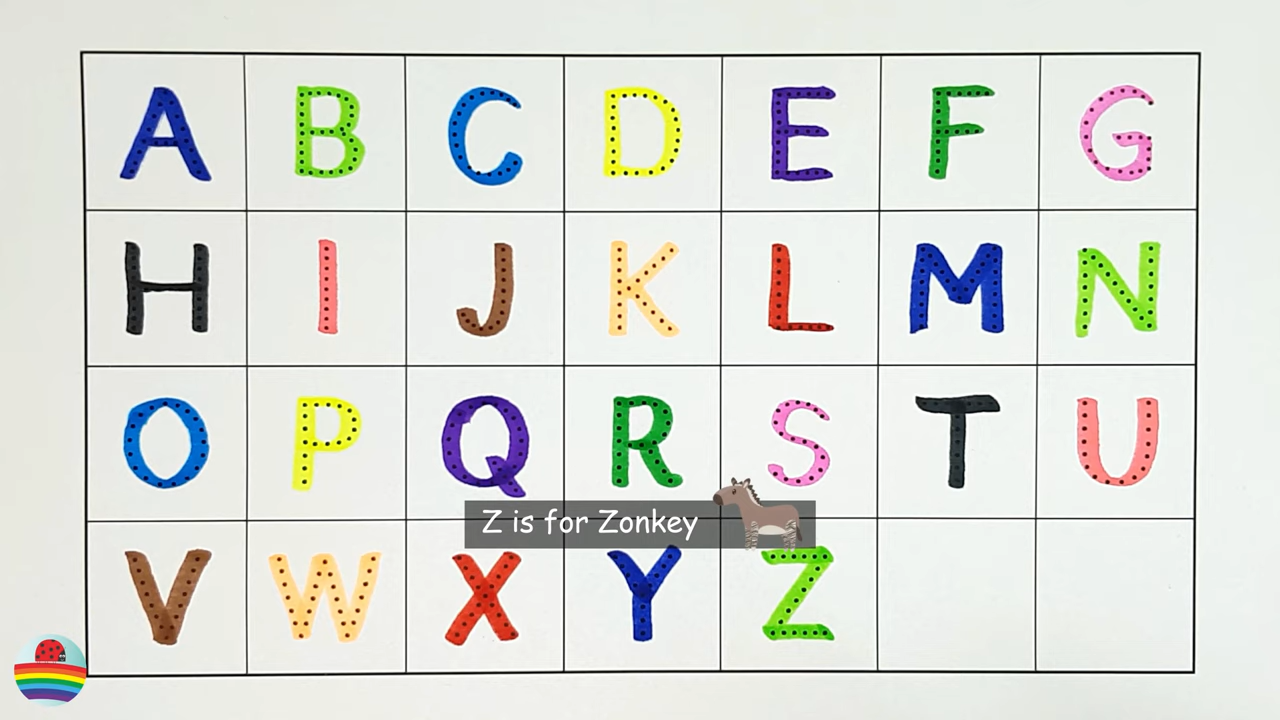 A B C D E F G
H I J K L M N
O P Q R S T U
Z is for Zonkey
V W X Y Z